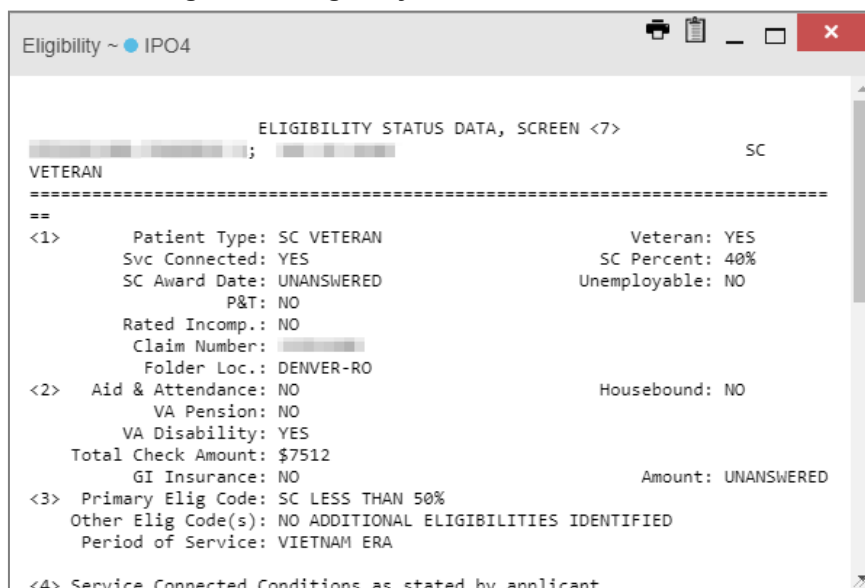 Eligibility ~ IPO4
ELIGIBILITY STATUS DATA, SCREEN <7>
; SC
VETERAN
==============================================================================
==
<1> Patient Type: SC VETERAN Veteran: YES
Svc Connected: YES SC Percent: 40%
SC Award Date: UNANSWERED Unemployable: NO
P&T: NO
Rated Incomp.: NO
Claim Number:
Folder Loc.: DENVER-RO
<2> Aid & Attendance: NO Housebound: NO
VA Pension: NO
VA Disability: YES
Total Check Amount: $7512
GI Insurance: NO Amount: UNANSWERED
<3> Primary Elig Code: SC LESS THAN 50%
Other Elig Code(s): NO ADDITIONAL ELIGIBILITIES IDENTIFIED
Period of Service: VIETNAM ERA
<4> Service Connected Conditions as stated by applicant